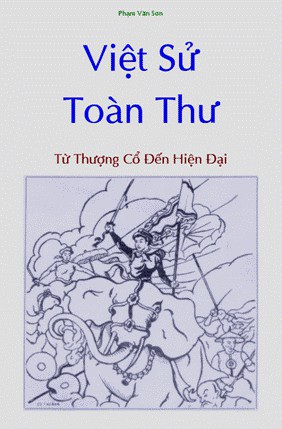 Phạm Văn Sơn
Việt Sử
Toàn Thư
Từ Thượng Cổ Đến Hiện Đại